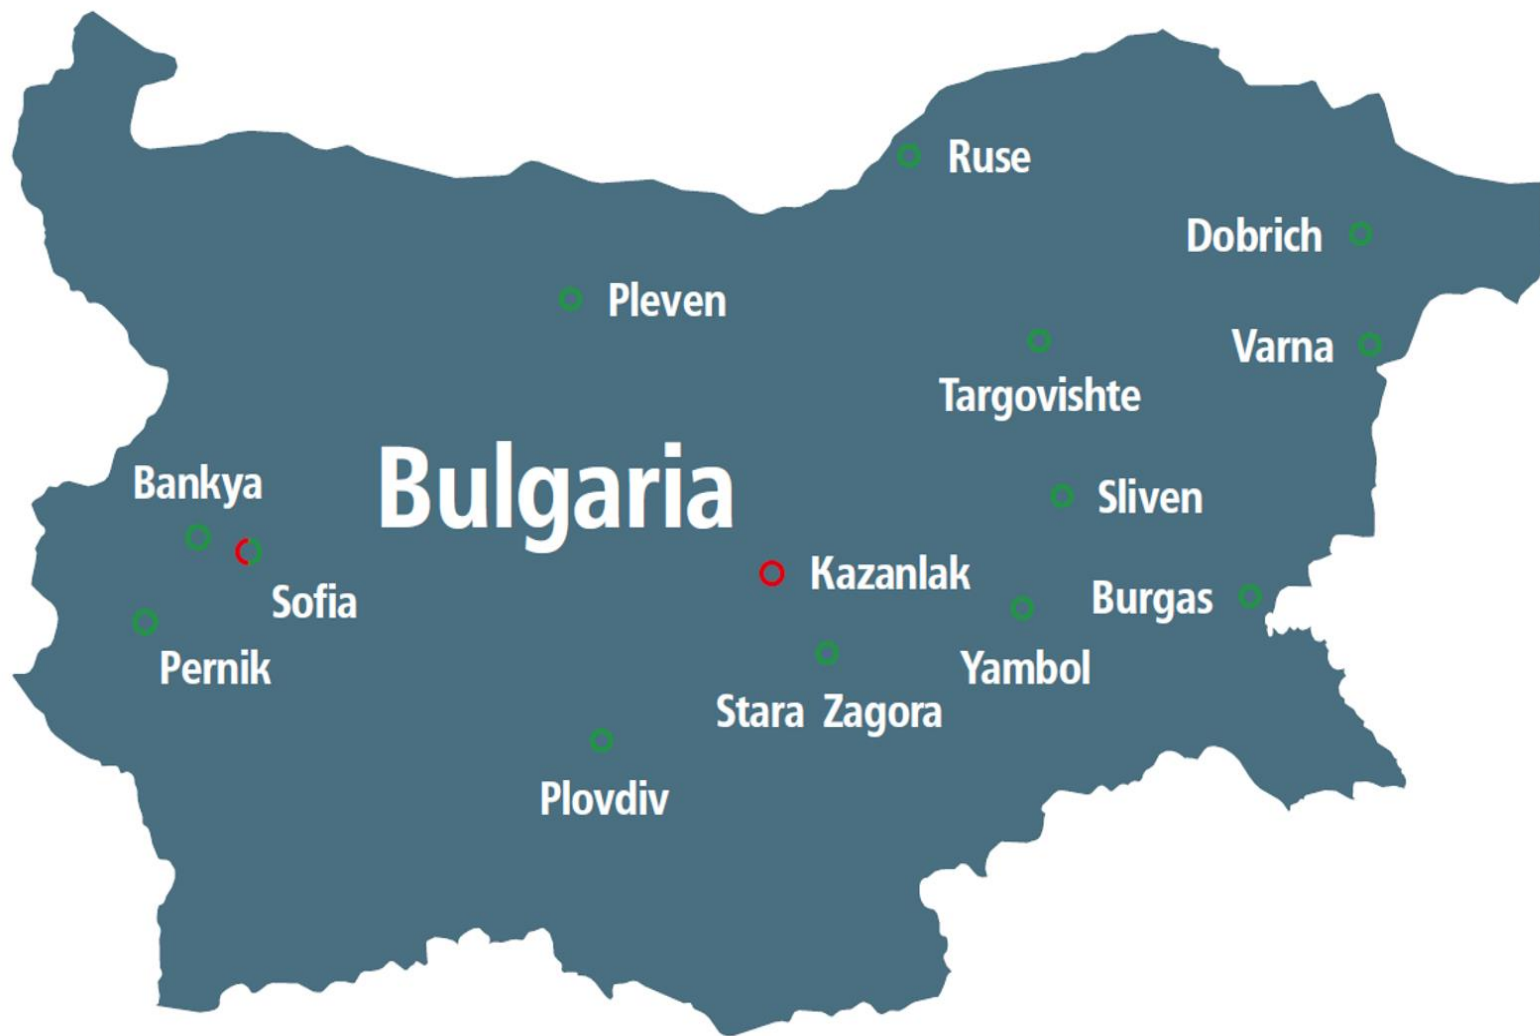 Ruse
Dobrich
Pleven
Varna
Targovishte
Bulgaria
Bankya
Sliven
Kazanlak
Burgas
Sofia
Pernik
Yambol
Stara Zagora
Plovdiv